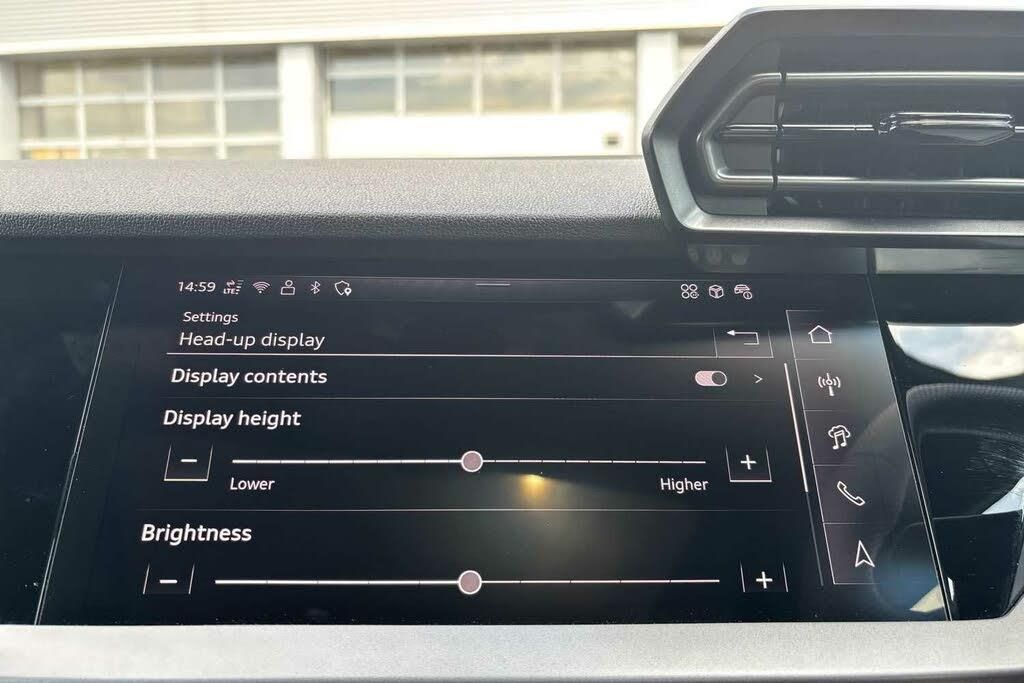 14:59 LTE
Settings
Head-up display
Display contents
Display height
Lower Higher
Brightness